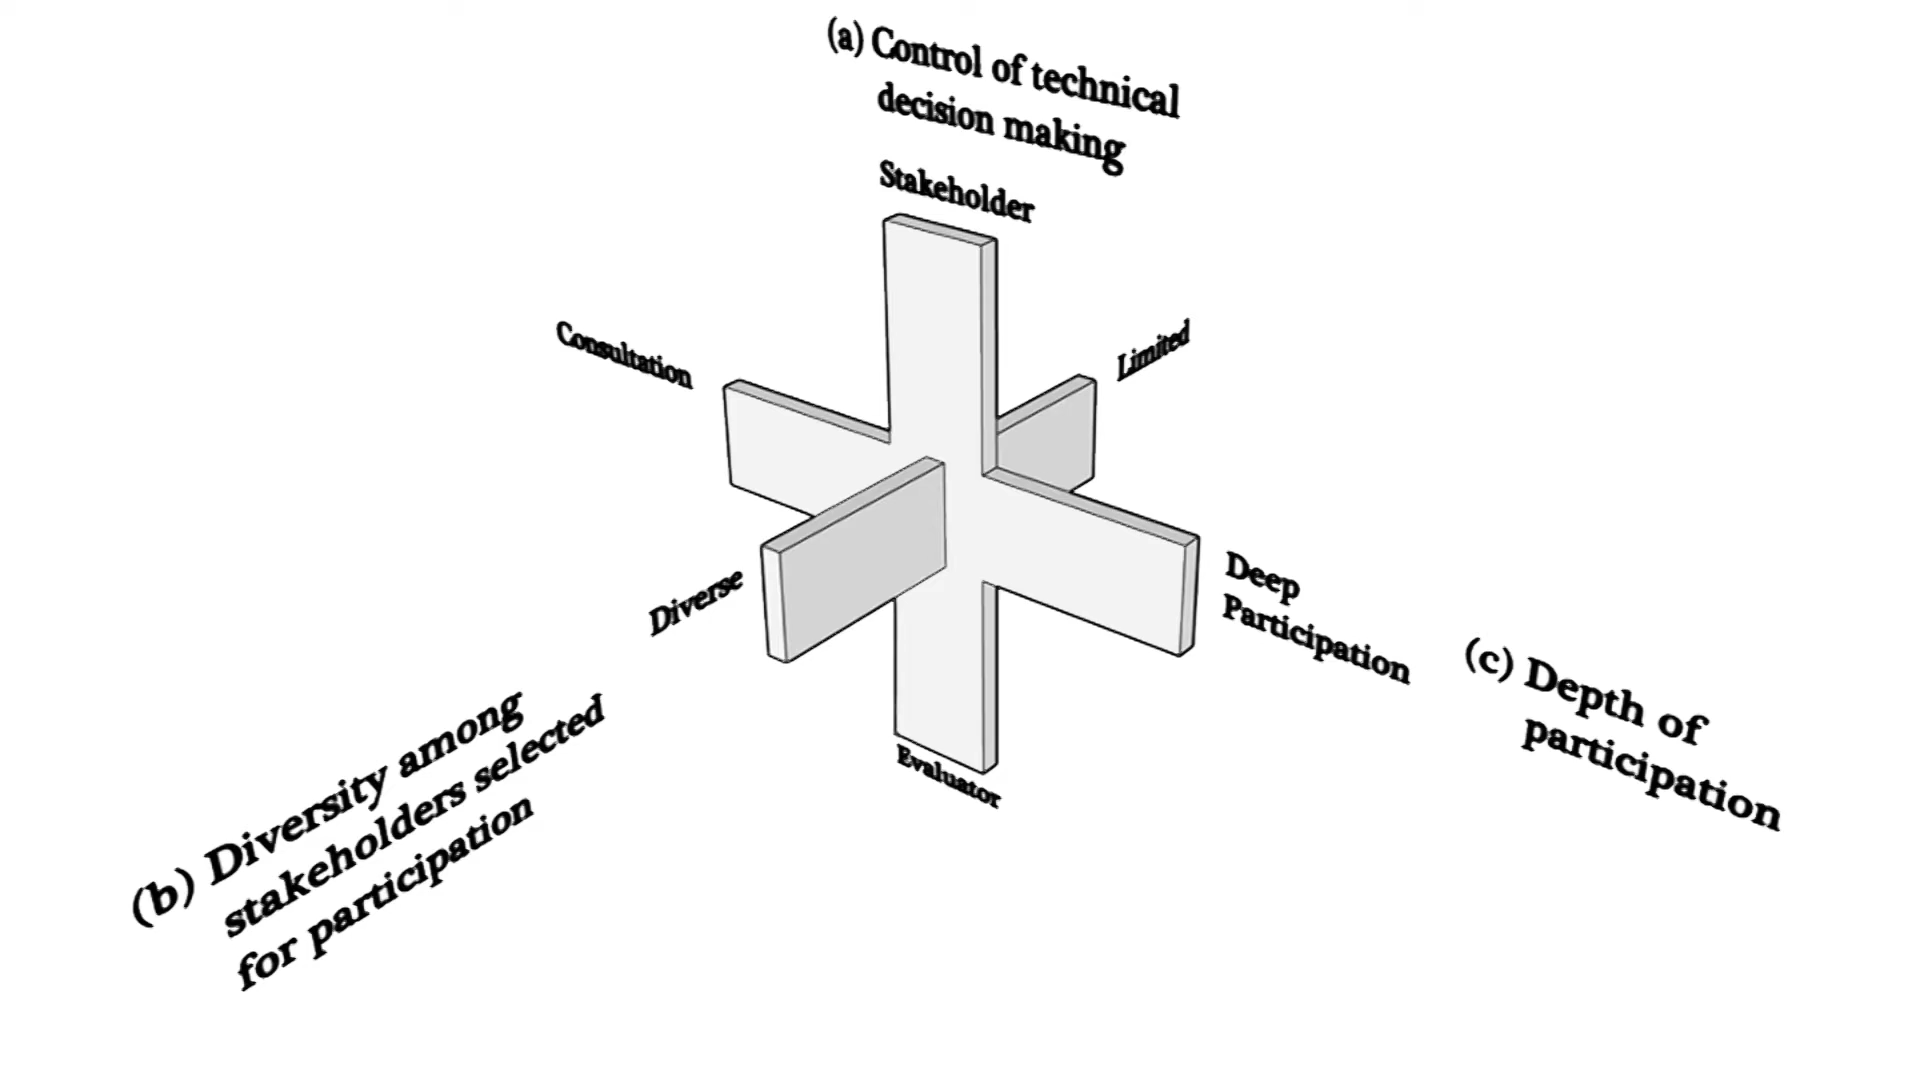 (a) Control of technical
decision making
Stakeholder
Consultation
Limited
Diverse
Deep
Participation
(b) Diversity among
stakeholders selected
for participation
(c) Depth of
participation
Evaluator